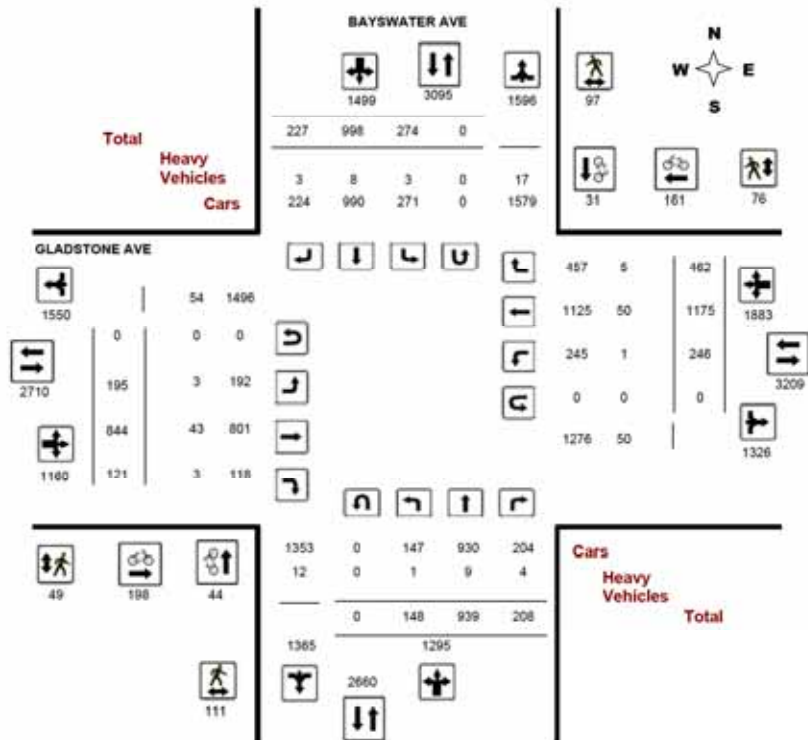 BAYSWATER AVE
N
W E
S
1499 3095 1596 97
227 998 274 0
Total
Heavy
Vehicles
3 8 3 0 17
Cars
224 990 271 0 1579
31 161 76
GLADSTONE AVE
457 5 462
54 1496
1550
1125 50 1175
1883
0 0 0
245 1 246
195 3 192
2710
3209
0 0 0
844 43 801
1276 50
1160
1326
121 3 118
1353 0 147 930 204
Cars
12 0 1 9 4
Heavy
Vehicles
49 198 44
0 148 939 208
Total
1365 1295
2660
111